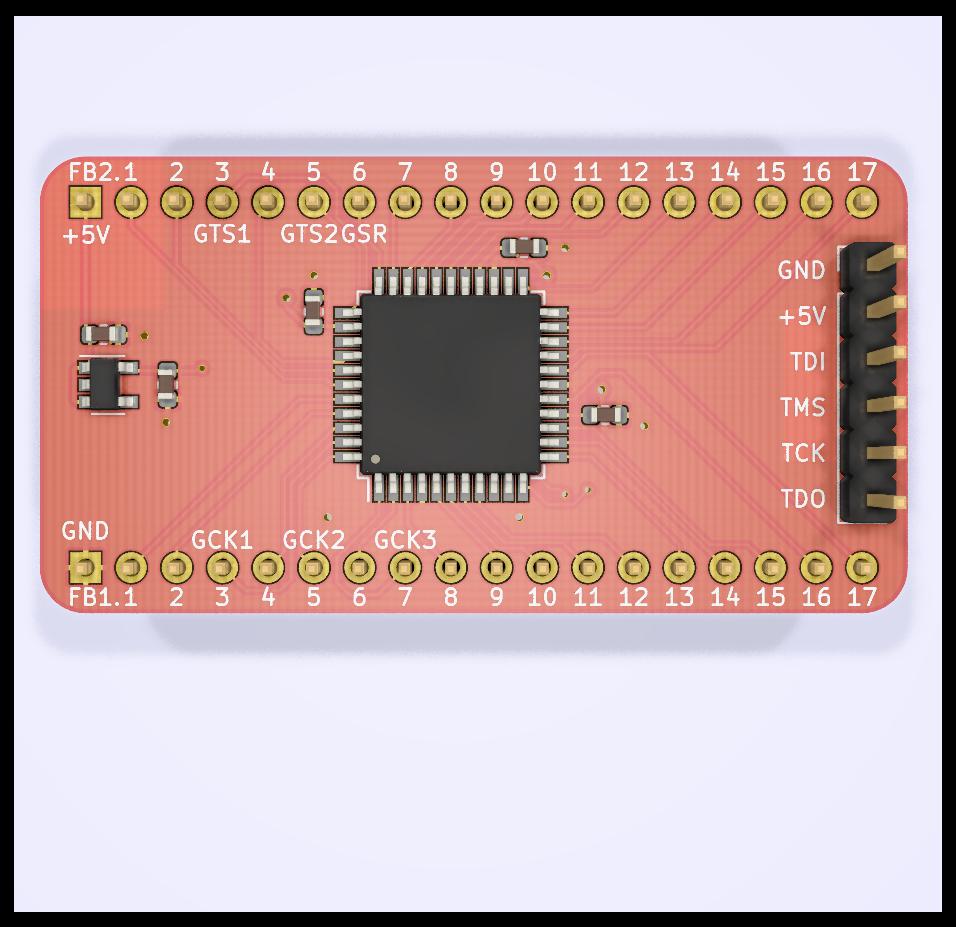 FB2.1 2 3 4 5 6 7 8 9 10 11 12 13 14 15 16 17
+5V GTS1 GTS2 GSR
GND
+5V
TDI
TMS
TCK
TDO
GND GCK1 GCK2 GCK3
FB1.1 2 3 4 5 6 7 8 9 10 11 12 13 14 15 16 17